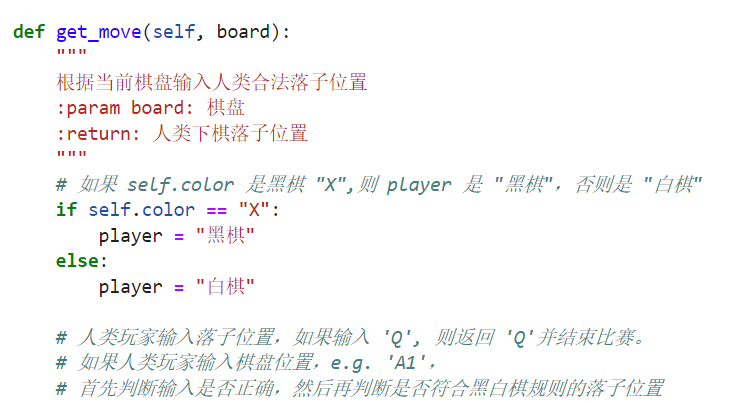 def get_move(self, board):
"""
根据当前棋盘输入人类合法落子位置
:param board: 棋盘
:return: 人类下棋落子位置
"""
# 如果 self.color 是黑棋 "X",则 player 是 "黑棋"，否则是 "白棋"
if self.color == "X":
player = "黑棋"
else:
player = "白棋"
# 人类玩家输入落子位置，如果输入 'Q', 则返回 'Q'并结束比赛。
# 如果人类玩家输入棋盘位置，e.g. 'A1'，
# 首先判断输入是否正确，然后再判断是否符合黑白棋规则的落子位置